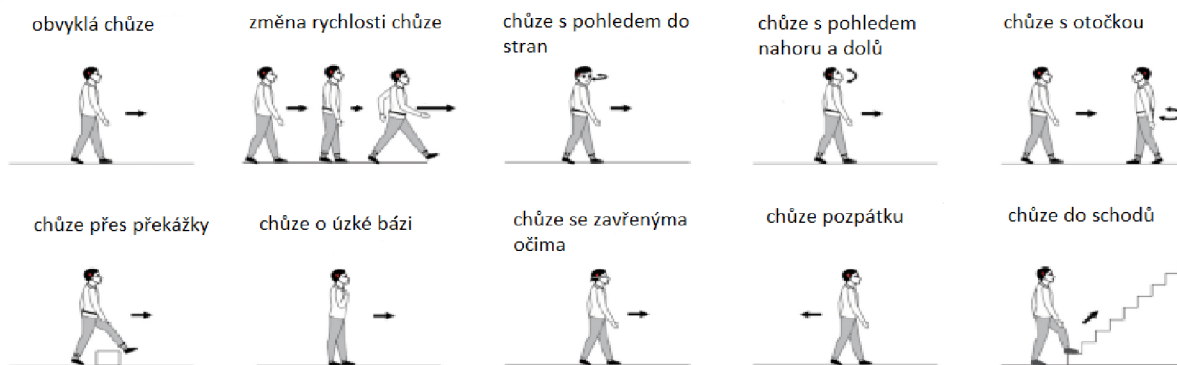 obvyklá chůze
změna rychlosti chůze
chůze s pohledem do
stran
chůze s pohledem
nahoru a dolů
chůze s otočkou
chůze přes překážky
chůze o úzké bázi
chůze se zavřenýma
očima
chůze pozpátku
chůze do schodů